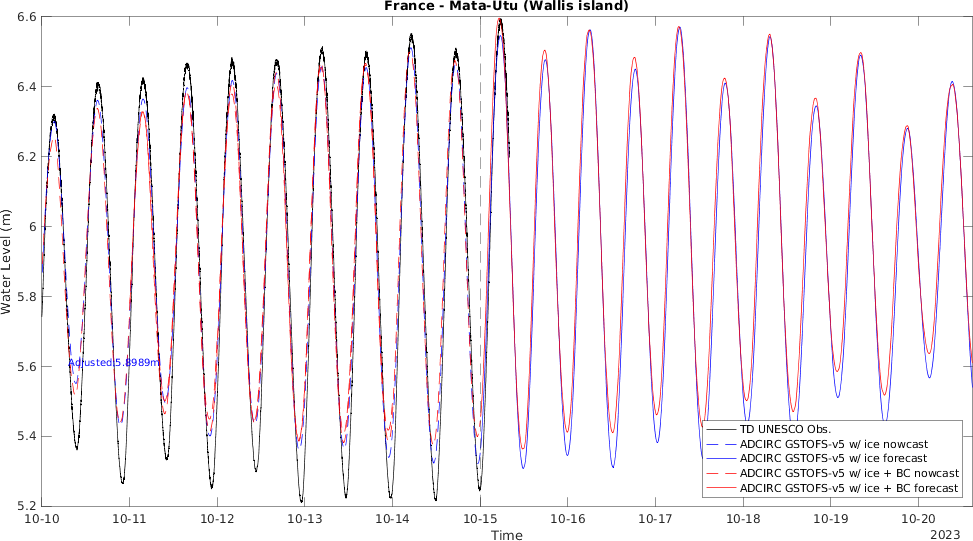 France - Mata-Utu (Wallis island)
6.6
6.4
6.2
6
5.8
5.6
5.4
5.2
Water Level (m)
Adjusted:5.8989m
TD UNESCO Obs.
ADCIRC GSTOFS-v5 w/ ice nowcast
ADCIRC GSTOFS-v5 w/ ice forecast
ADCIRC GSTOFS-v5 w/ ice + BC nowcast
ADCIRC GSTOFS-v5 w/ ice + BC forecast
10-10 10-11 10-12 10-13 10-14 10-15 10-16 10-17 10-18 10-19 10-20
Time
2023